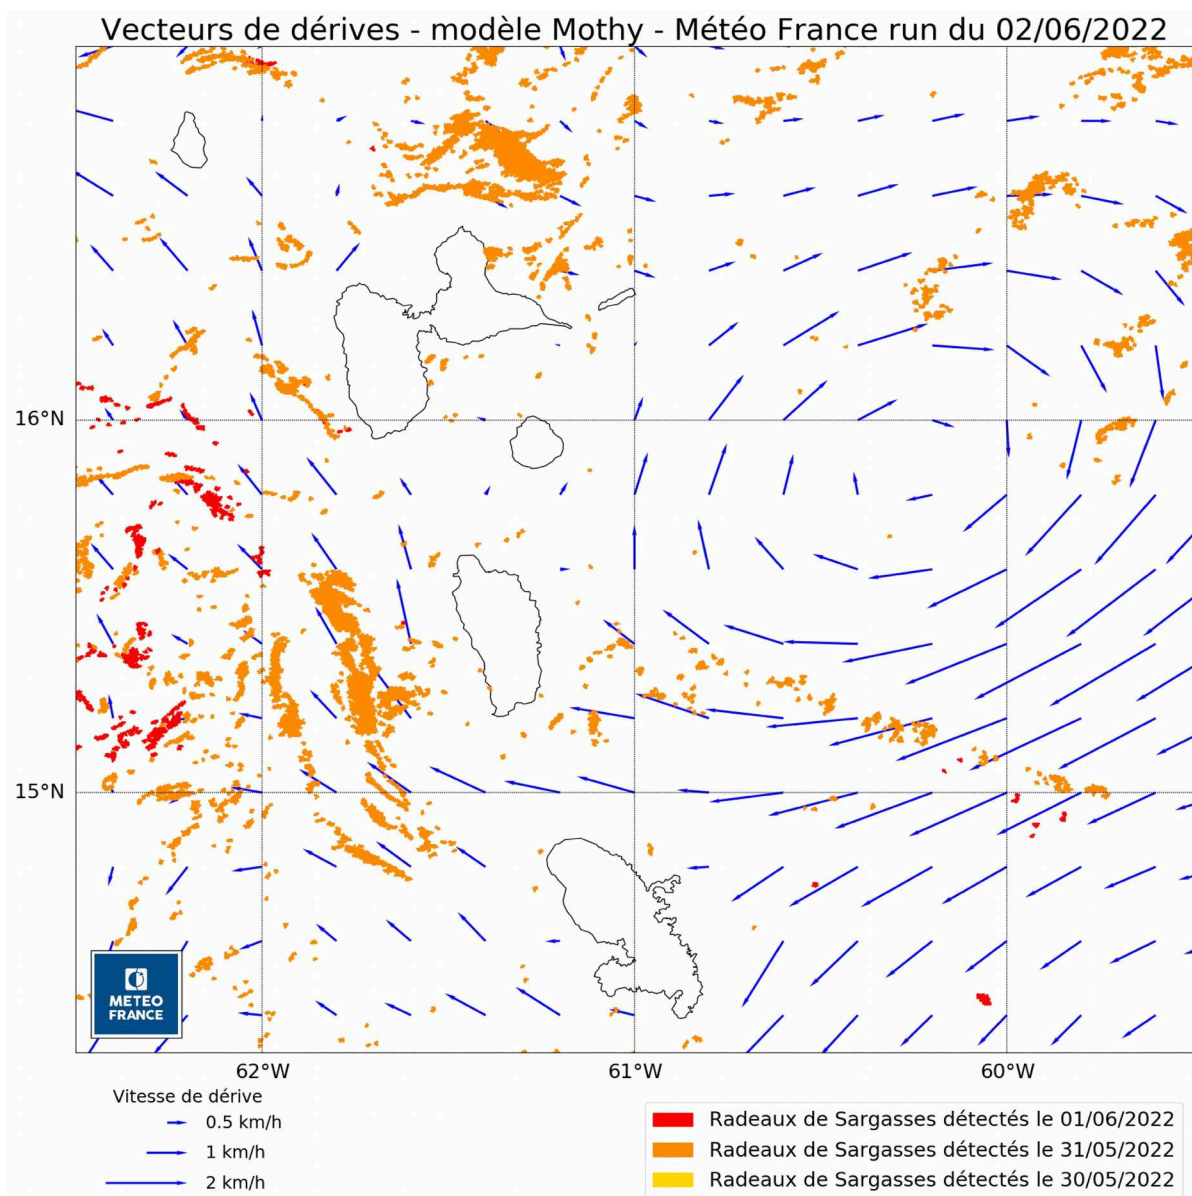 Vecteurs de dérives - modèle Mothy - Météo France run du 02/06/2022
16°N
15°N
METEO
FRANCE
62°W
61°W
60°W
Vitesse de dérive
0.5 km/h
1 km/h
2 km/h
Radeaux de Sargasses détectés le 01/06/2022
Radeaux de Sargasses détectés le 31/05/2022
Radeaux de Sargasses détectés le 30/05/2022